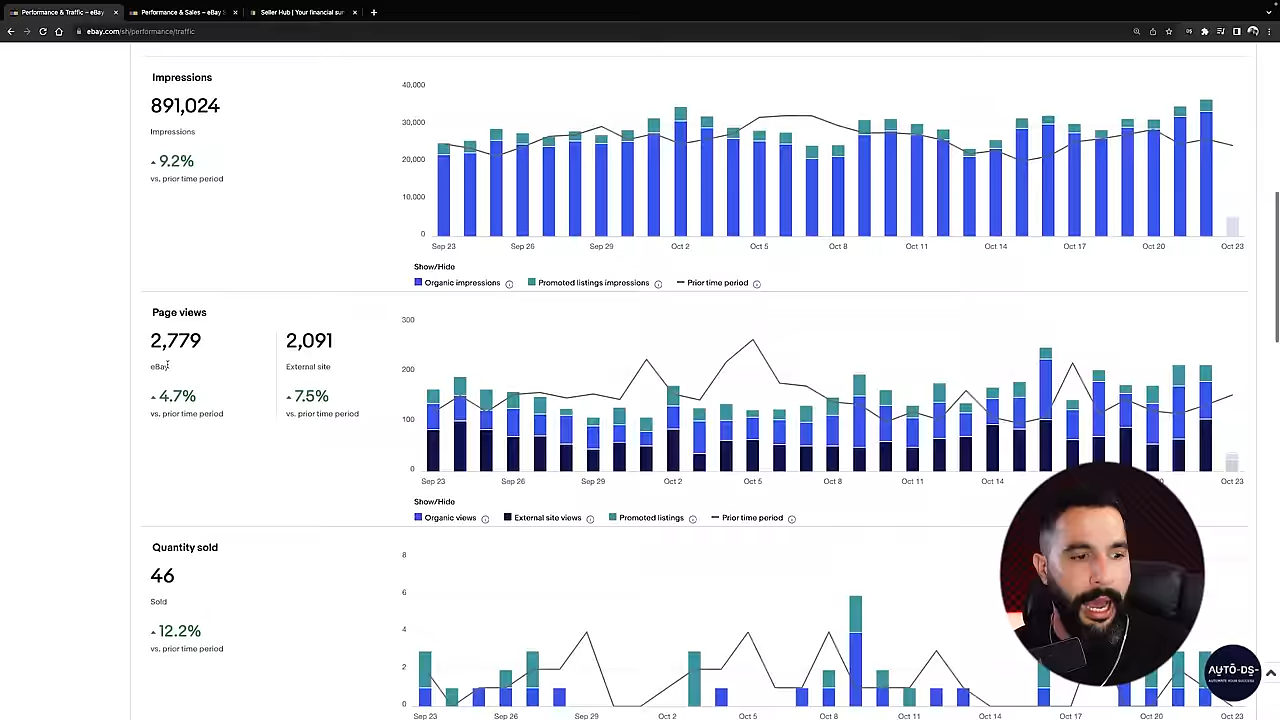 Performance & Traffic – eBay
Performance & Sales – eBay
Seller Hub | Your financial sur
ebay.com/sh/performance/traffic
Impressions
891,024
Impressions
9.2%
vs. prior time period
40,000
30,000
20,000
10,000
0
Sep 23 Sep 26 Sep 29 Oct 2 Oct 5 Oct 8 Oct 11 Oct 14 Oct 17 Oct 20 Oct 23
Show/Hide
Organic impressions Promoted listings impressions Prior time period
Page views
2,779 2,091
eBay External site
4.7% 7.5%
vs. prior time period vs. prior time period
300
200
100
0
Sep 23 Sep 26 Sep 29 Oct 2 Oct 5 Oct 8 Oct 11 Oct 14 Oct 23
Show/Hide
Organic views External site views Promoted listings Prior time period
Quantity sold
46
Sold
12.2%
vs. prior time period
8
6
4
2
0
Sep 23 Sep 26 Sep 29 Oct 2 Oct 5 Oct 8 Oct 11 Oct 14 Oct 17 Oct 20 Oct 23
AUTO-DS-
AUTOMATE YOUR SUCCESS